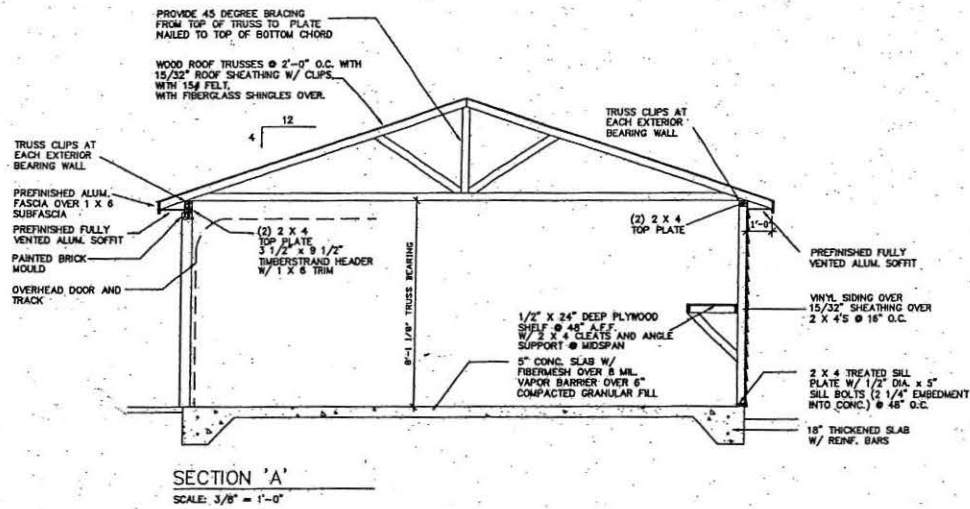 PROVIDE 45 DEGREE BRACING
FROM TOP OF TRUSS TO PLATE
NAILED TO TOP OF BOTTOM CHORD
WOOD ROOF TRUSSES @ 2'-0" O.C. WITH
15/32" ROOF SHEATHING W/ CLIPS,
WITH 15# FELT,
WITH FIBERGLASS SHINGLES OVER.
12
4
TRUSS CLIPS AT
EACH EXTERIOR
BEARING WALL
TRUSS CLIPS AT
EACH EXTERIOR
BEARING WALL
PREFINISHED ALUM.
FASCIA OVER 1 X 6
SUBFASCIA
PREFINISHED FULLY
VENTED ALUM. SOFFIT
PAINTED BRICK
MOULD
OVERHEAD DOOR AND
TRACK
(2) 2 X 4
TOP PLATE
3 1/2" x 9 1/2"
TIMBERSTRAND HEADER
W/ 1 X 6 TRIM
8'-1 1/8" TRUSS BEARING
(2) 2 X 4
TOP PLATE
1'-0"
PREFINISHED FULLY
VENTED ALUM. SOFFIT
VINYL SIDING OVER
15/32" SHEATHING OVER
2 X 4'S @ 16" O.C.
1/2" X 24" DEEP PLYWOOD
SHELF @ 48" A.F.F.
W/ 2 X 4 CLEATS AND ANGLE
SUPPORT @ MIDSPAN
5" CONC. SLAB W/
FIBERMESH OVER 8 MIL.
VAPOR BARRIER OVER 6"
COMPACTED GRANULAR FILL
2 X 4 TREATED SILL
PLATE W/ 1/2" DIA. x 5"
SILL BOLTS (2 1/4" EMBEDMENT
INTO CONC.) @ 48" O.C.
18" THICKENED SLAB
W/ REINF. BARS
SECTION 'A'
SCALE: 3/8" = 1'-0"